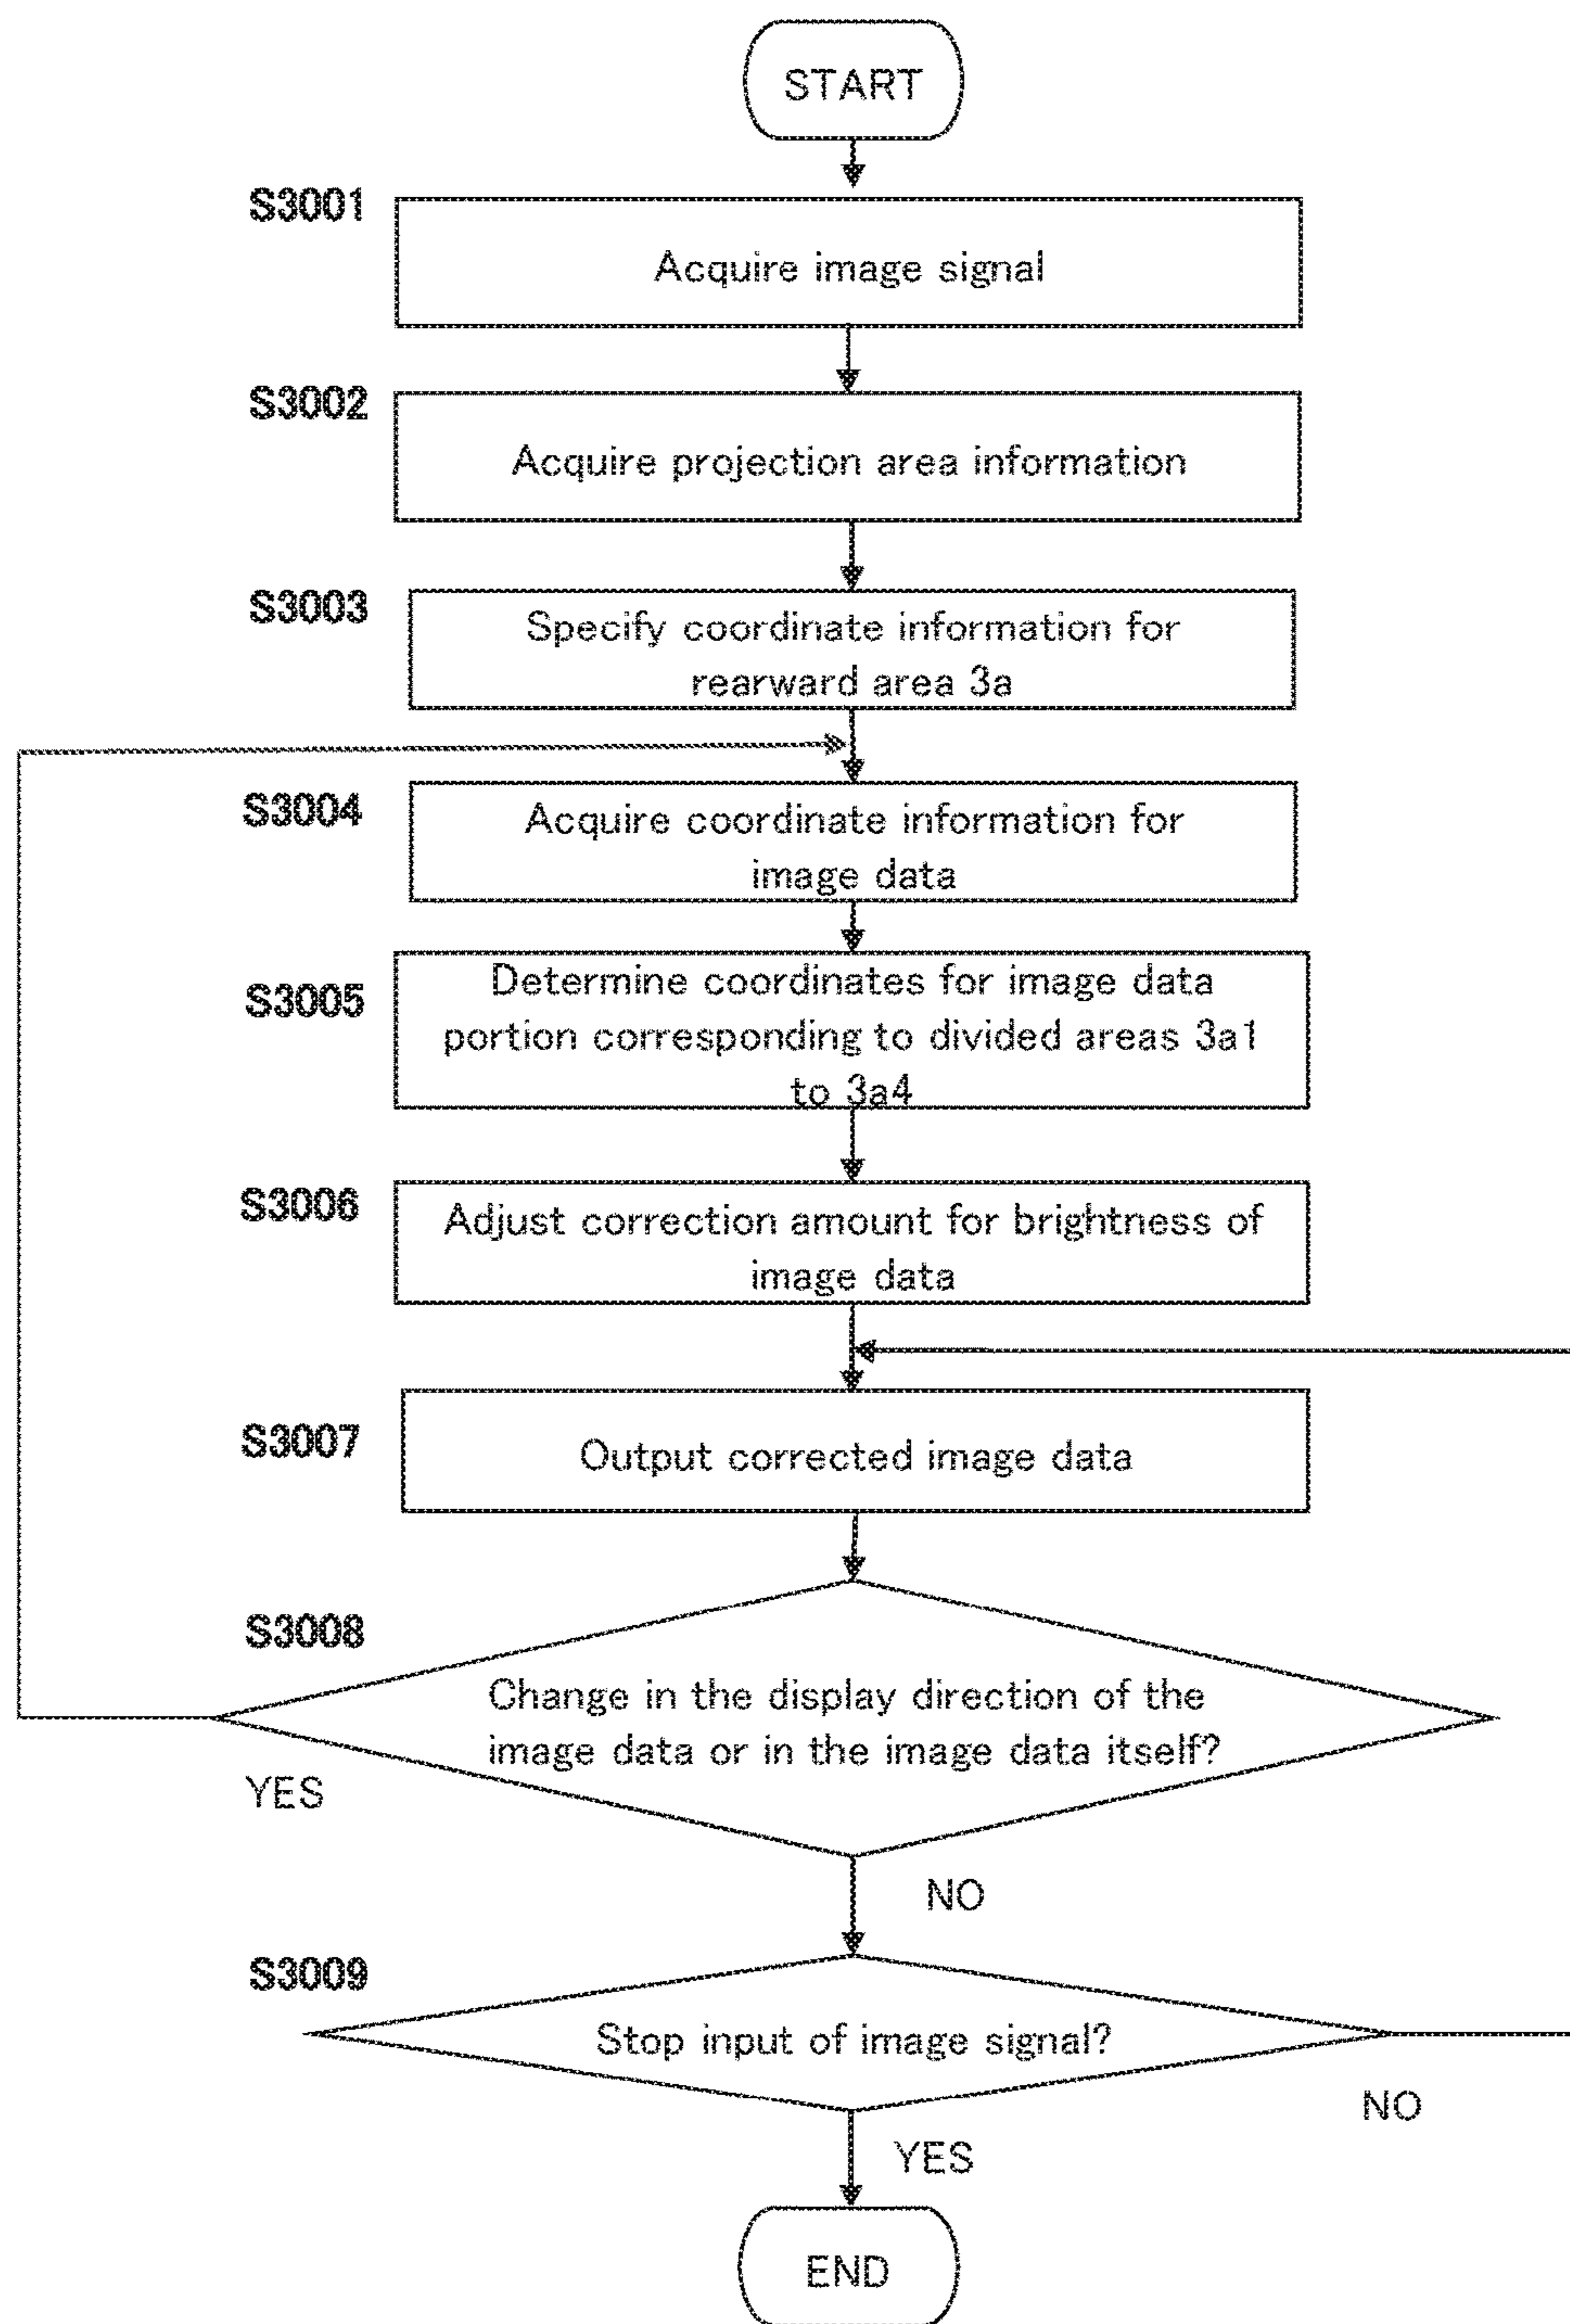 START
S3001
Acquire image signal
S3002
Acquire projection area information
S3003
Specify coordinate information for
rearward area 3a
S3004
Acquire coordinate information for
image data
S3005
Determine coordinates for image data
portion corresponding to divided areas 3a1
to 3a4
S3006
Adjust correction amount for brightness of
image data
S3007
Output corrected image data
S3008
Change in the display direction of the
image data or in the image data itself?
YES
NO
S3009
Stop input of image signal?
NO
YES
END